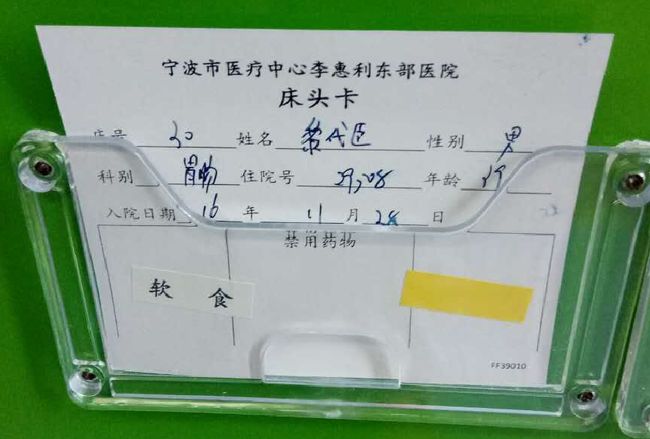 宁波市医疗中心李惠利东部医院
床头卡
床号 30 姓名 性别 男
科别 胃肠 住院号 年龄
入院日期 16 年 11 月 28 日
禁用药物
软 食
FF39010